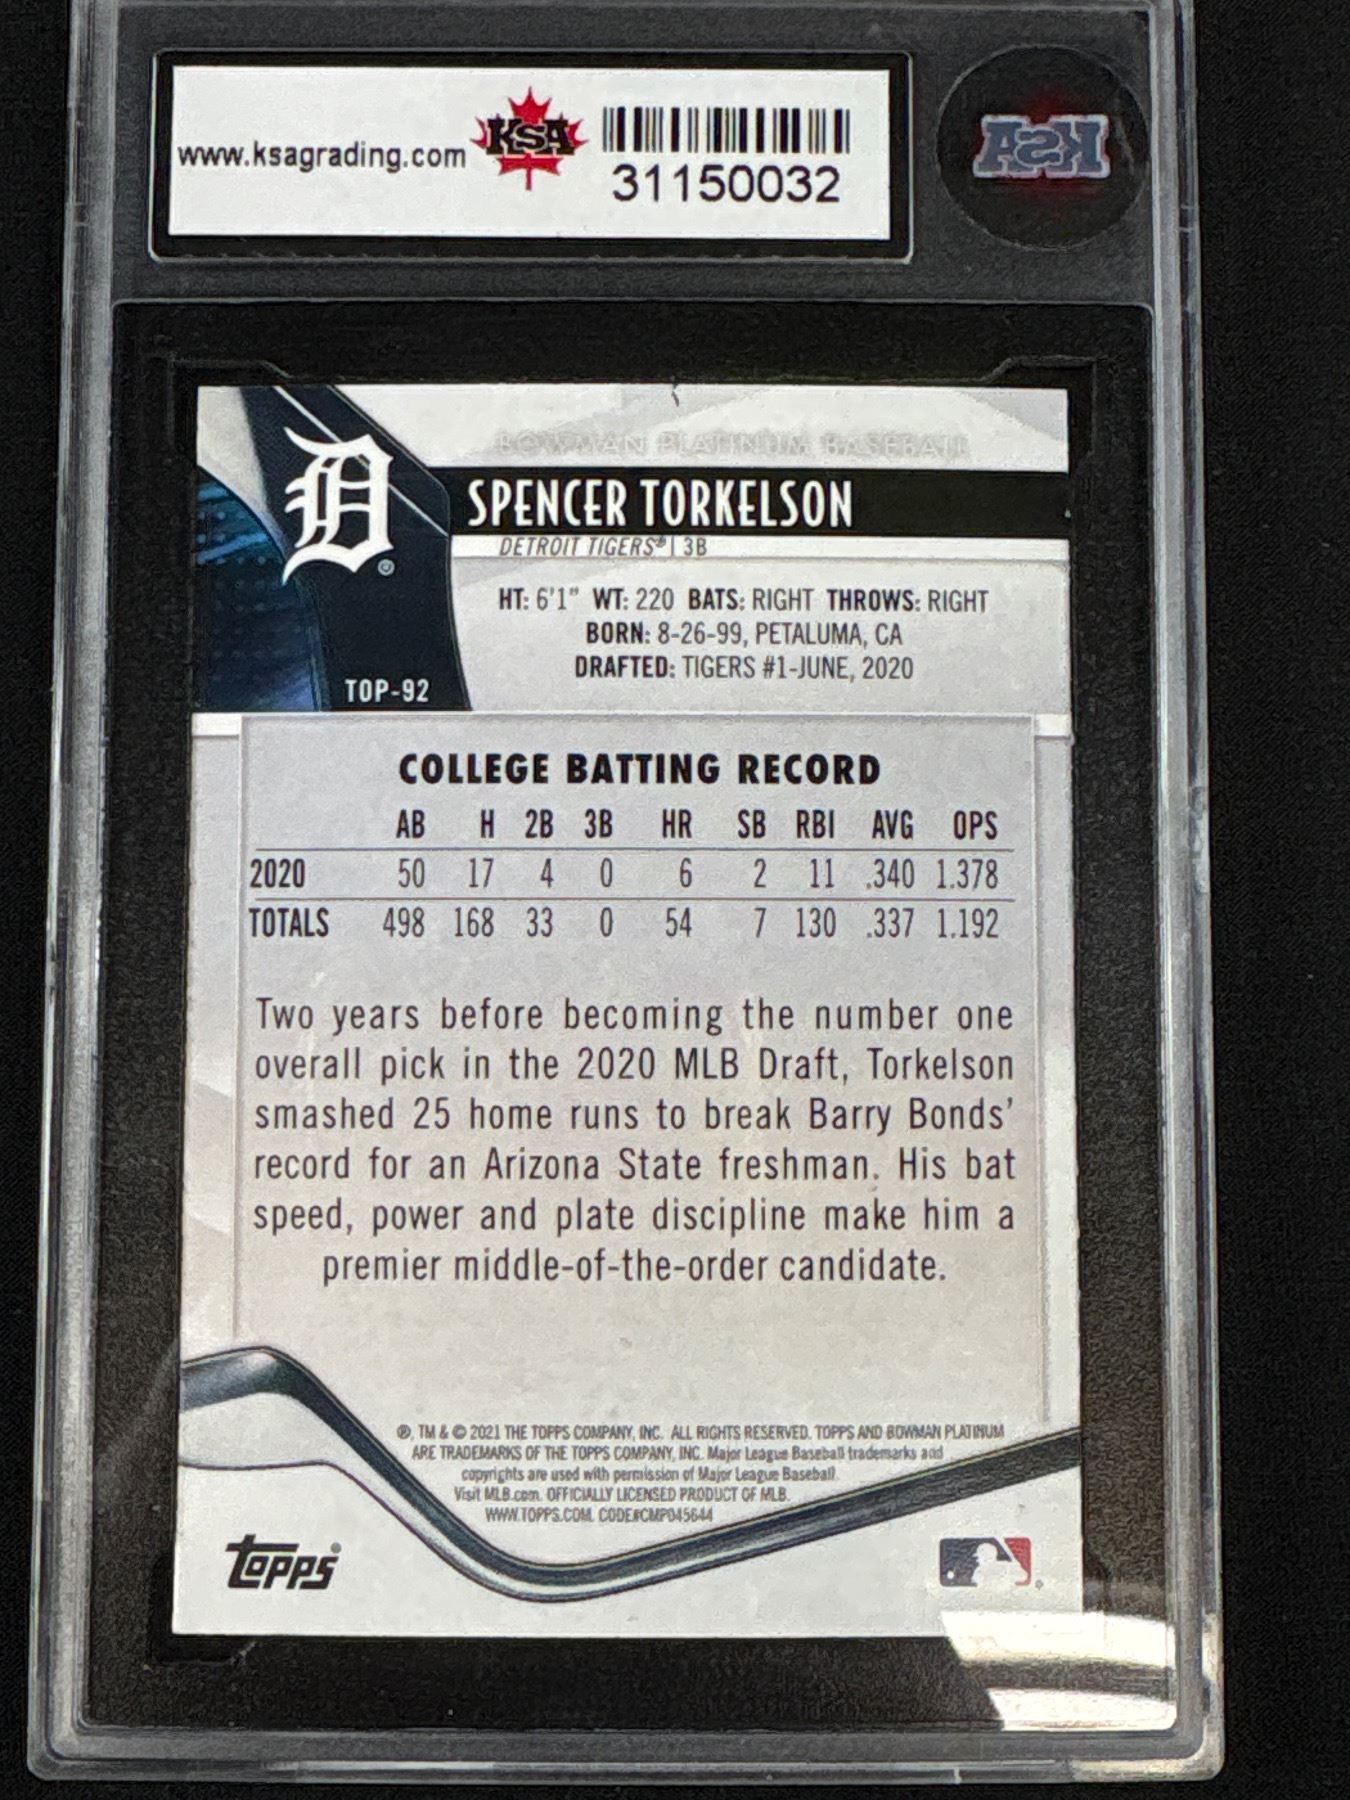 www.ksagrading.com KSA
31150032
KSA
BOWMAN PLATINUM BASEBALL
SPENCER TORKELSON
DETROIT TIGERS® | 3B
HT: 6'1" WT: 220 BATS: RIGHT THROWS: RIGHT
BORN: 8-26-99, PETALUMA, CA
DRAFTED: TIGERS #1-JUNE, 2020
TOP-92
COLLEGE BATTING RECORD
AB H 2B 3B HR SB RBI AVG OPS
2020 50 17 4 0 6 2 11 .340 1.378
TOTALS 498 168 33 0 54 7 130 .337 1.192
Two years before becoming the number one
overall pick in the 2020 MLB Draft, Torkelson
smashed 25 home runs to break Barry Bonds'
record for an Arizona State freshman. His bat
speed, power and plate discipline make him a
premier middle-of-the-order candidate.
®, TM & © 2021 THE TOPPS COMPANY, INC. ALL RIGHTS RESERVED. TOPPS AND BOWMAN PLATINUM
ARE TRADEMARKS OF THE TOPPS COMPANY, INC. Major League Baseball trademarks and
copyrights are used with permission of Major League Baseball.
Visit MLB.com. OFFICIALLY LICENSED PRODUCT OF MLB.
WWW.TOPPS.COM. CODE#CMP045644
topps®